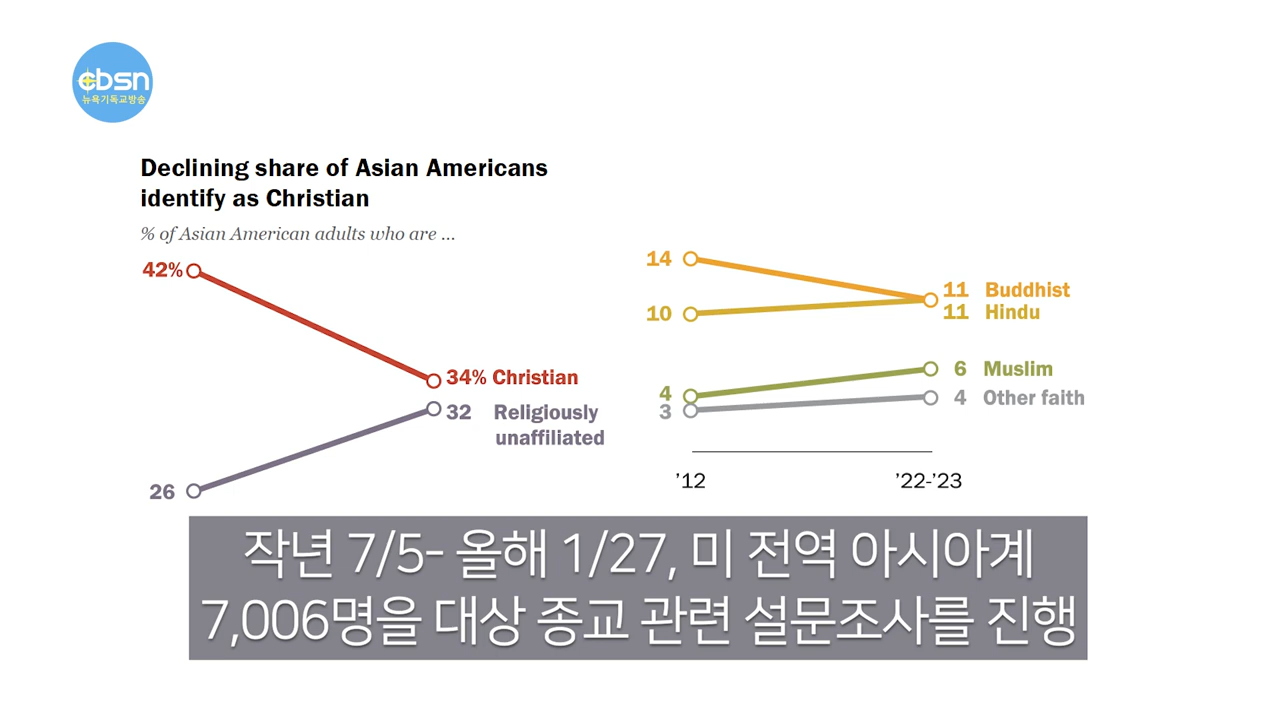 cbsn
뉴욕기독교방송
Declining share of Asian Americans
identify as Christian
% of Asian American adults who are ...
42%
34% Christian
32 Religiously
unaffiliated
26
14
10
11 Buddhist
11 Hindu
4
3
6 Muslim
4 Other faith
’12
’22-’23
작년 7/5- 올해 1/27, 미 전역 아시아계
7,006명을 대상 종교 관련 설문조사를 진행